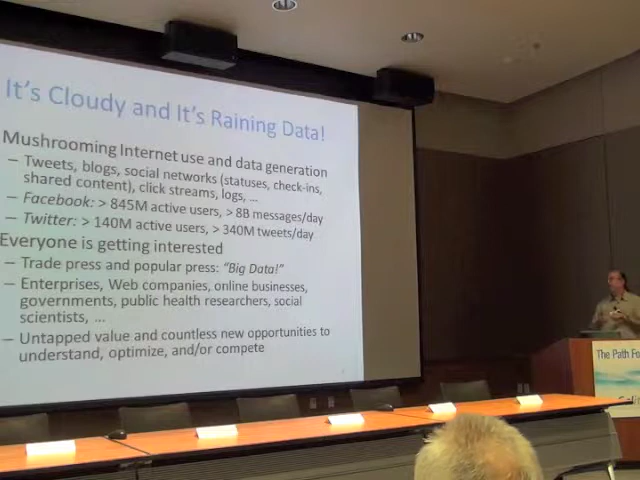 It's Cloudy and It's Raining Data!
Mushrooming Internet use and data generation
– Tweets, blogs, social networks (statuses, check-ins,
shared content), click streams, logs, ...
– Facebook: > 845M active users, > 8B messages/day
– Twitter: > 140M active users, > 340M tweets/day
Everyone is getting interested
– Trade press and popular press: "Big Data!"
– Enterprises, Web companies, online businesses,
governments, public health researchers, social
scientists, ...
– Untapped value and countless new opportunities to
understand, optimize, and/or compete
The Path Fo